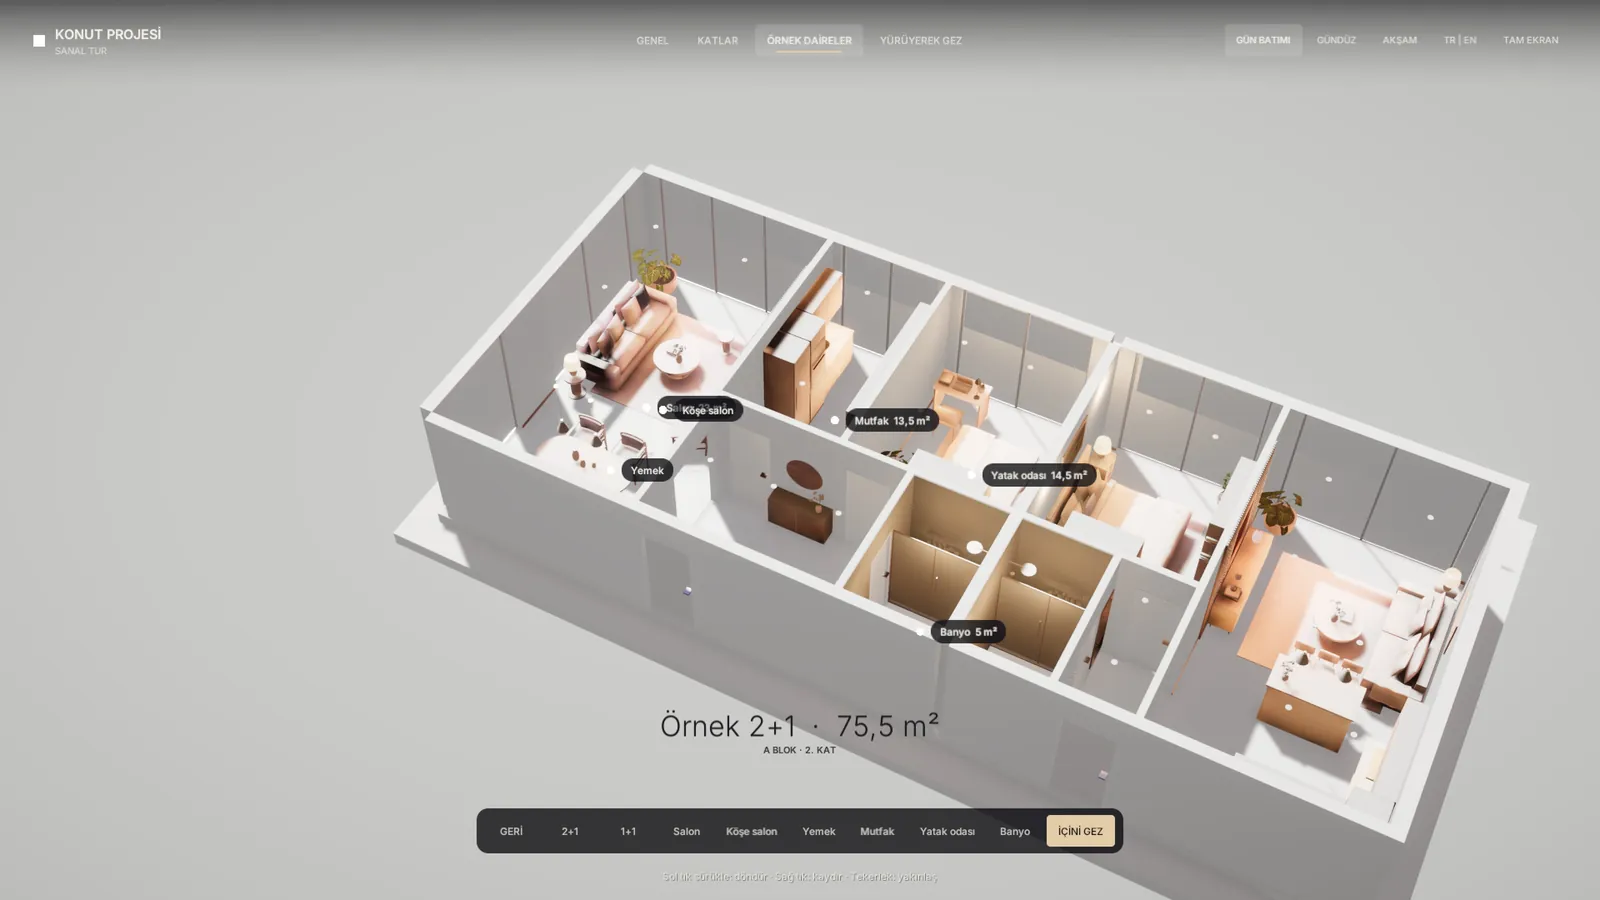 KONUT PROJESİ
SANAL TUR
GENEL
KATLAR
ÖRNEK DAİRELER
YÜRÜYEREK GEZ
GÜN BATIMI
GÜNDÜZ
AKŞAM
TR | EN
TAM EKRAN
Köşe salon
Mutfak 13,5 m²
Yemek
Yatak odası 14,5 m²
Banyo 5 m²
Örnek 2+1 · 75,5 m²
A BLOK · 2. KAT
GERİ
2+1
1+1
Salon
Köşe salon
Yemek
Mutfak
Yatak odası
Banyo
İÇİNİ GEZ
Sol tık sürükle: döndür · Sağ tık: kaydır · Tekerlek: yakınlaş